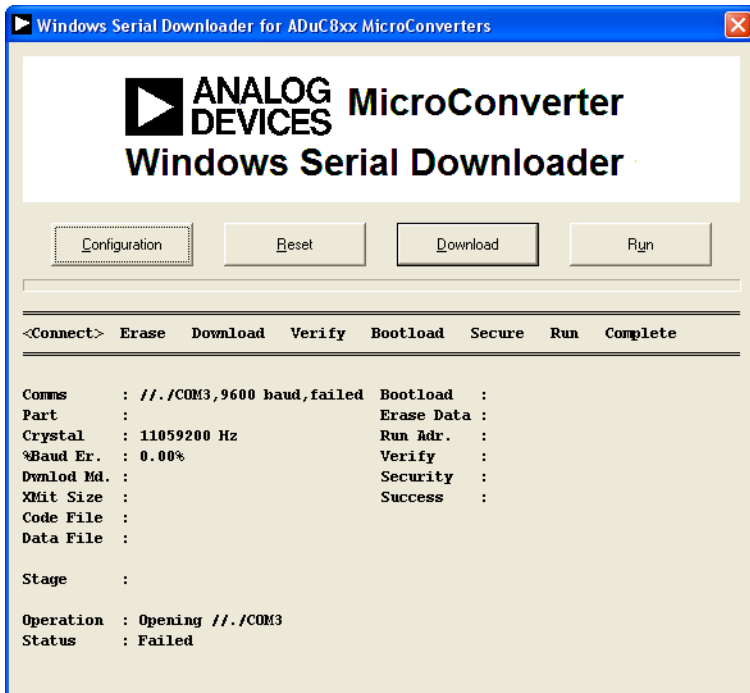 Windows Serial Downloader for ADuC8xx MicroConverters
ANALOG DEVICES MicroConverter
Windows Serial Downloader
Configuration Reset Download Run
<Connect> Erase Download Verify Bootload Secure Run Complete
Comms : //./COM3,9600 baud,failed Bootload :
Part : Erase Data :
Crystal : 11059200 Hz Run Adr. :
%Baud Er. : 0.00% Verify :
Dwnlod Md. : Security :
XMit Size : Success :
Code File :
Data File :
Stage :
Operation : Opening //./COM3
Status : Failed